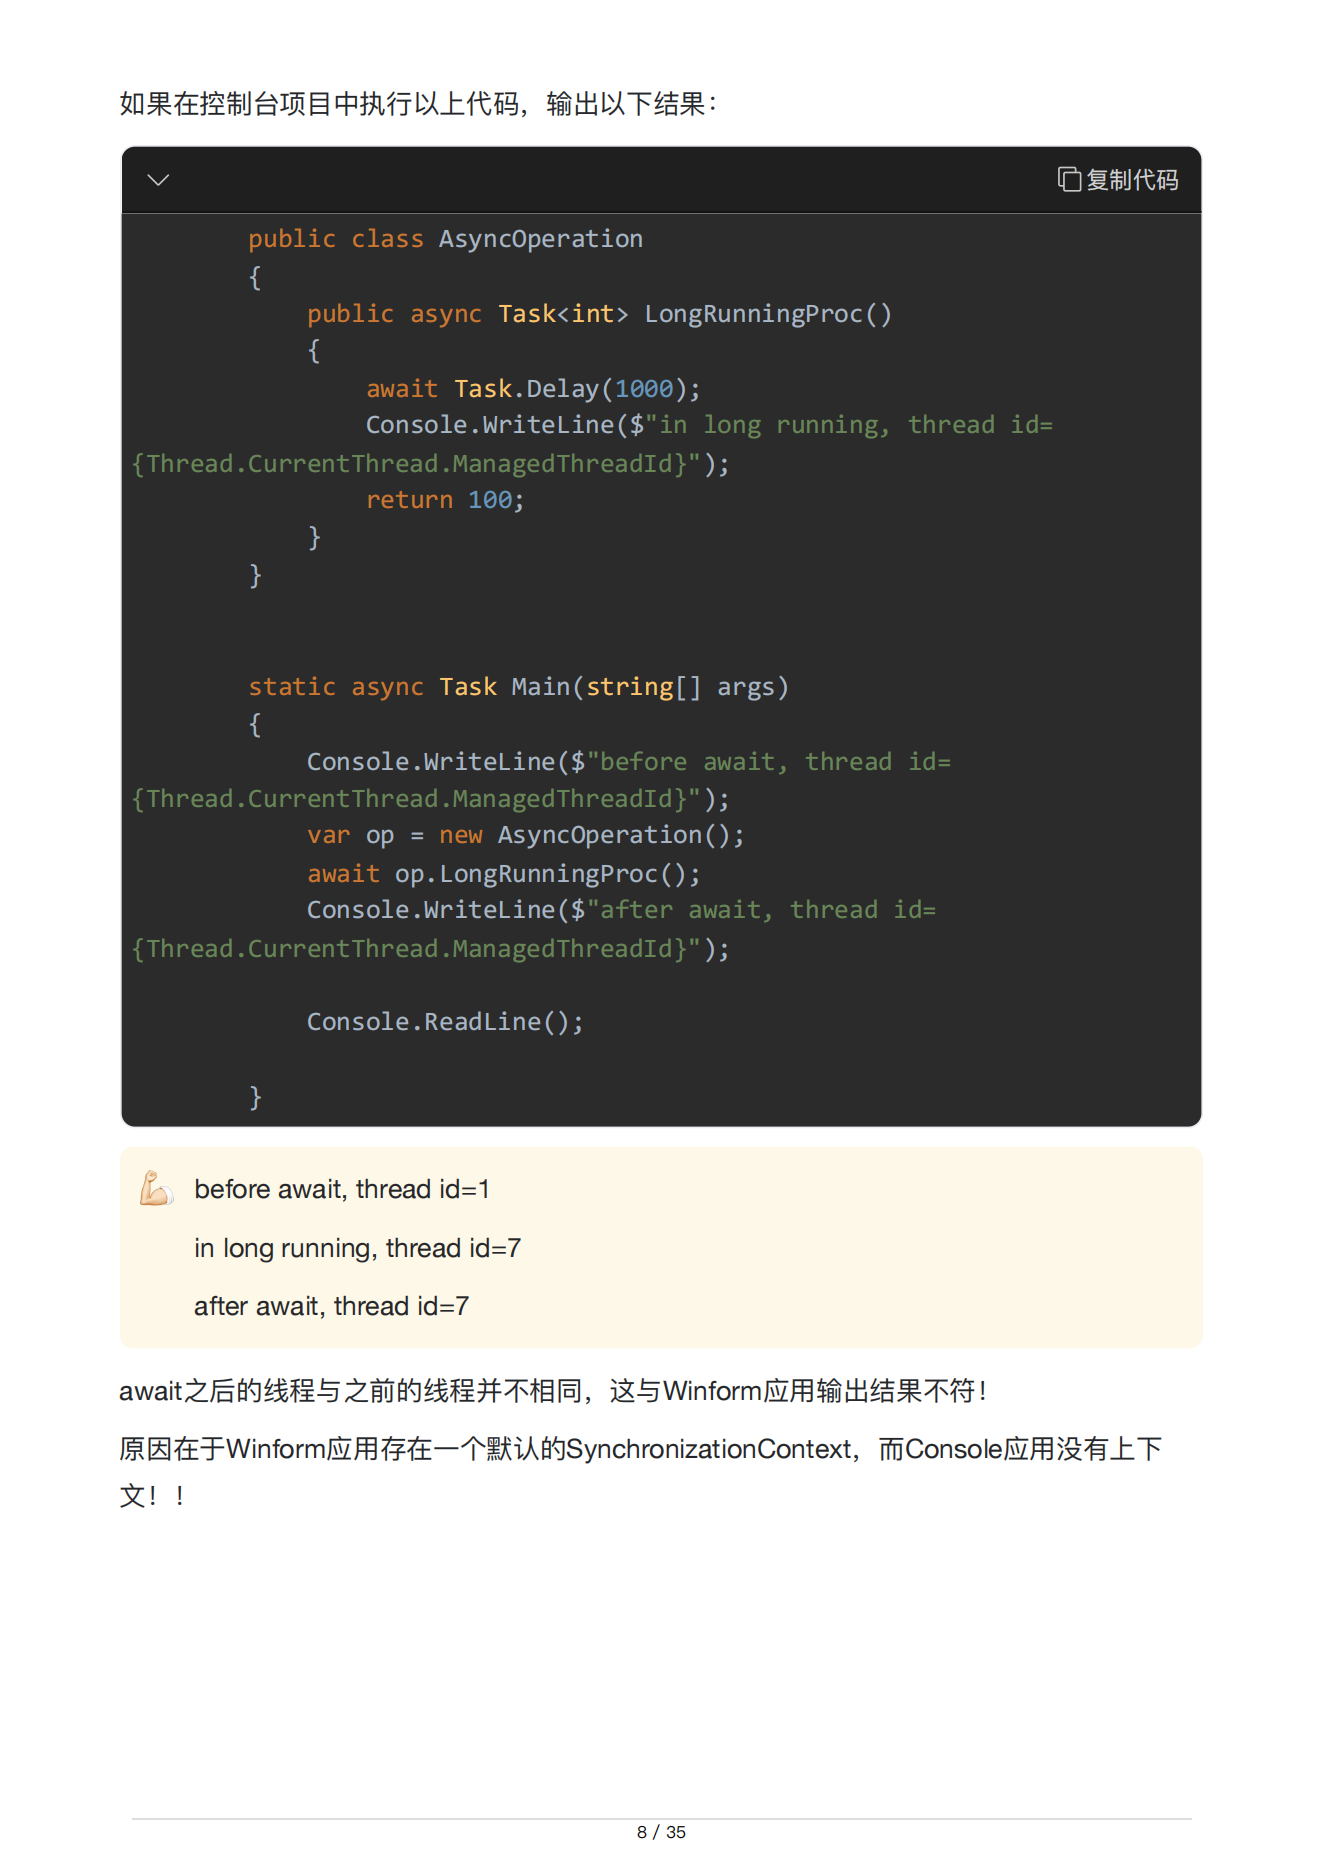 如果在控制台项目中执行以上代码，输出以下结果：
复制代码
public class AsyncOperation
{
public async Task<int> LongRunningProc()
{
await Task.Delay(1000);
Console.WriteLine($"in long running, thread id=
{Thread.CurrentThread.ManagedThreadId}");
return 100;
}
}
static async Task Main(string[] args)
{
Console.WriteLine($"before await, thread id=
{Thread.CurrentThread.ManagedThreadId}");
var op = new AsyncOperation();
await op.LongRunningProc();
Console.WriteLine($"after await, thread id=
{Thread.CurrentThread.ManagedThreadId}");
Console.ReadLine();
}
before await, thread id=1
in long running, thread id=7
after await, thread id=7
await之后的线程与之前的线程并不相同，这与Winform应用输出结果不符！
原因在于Winform应用存在一个默认的SynchronizationContext，而Console应用没有上下
文！！
8 / 35